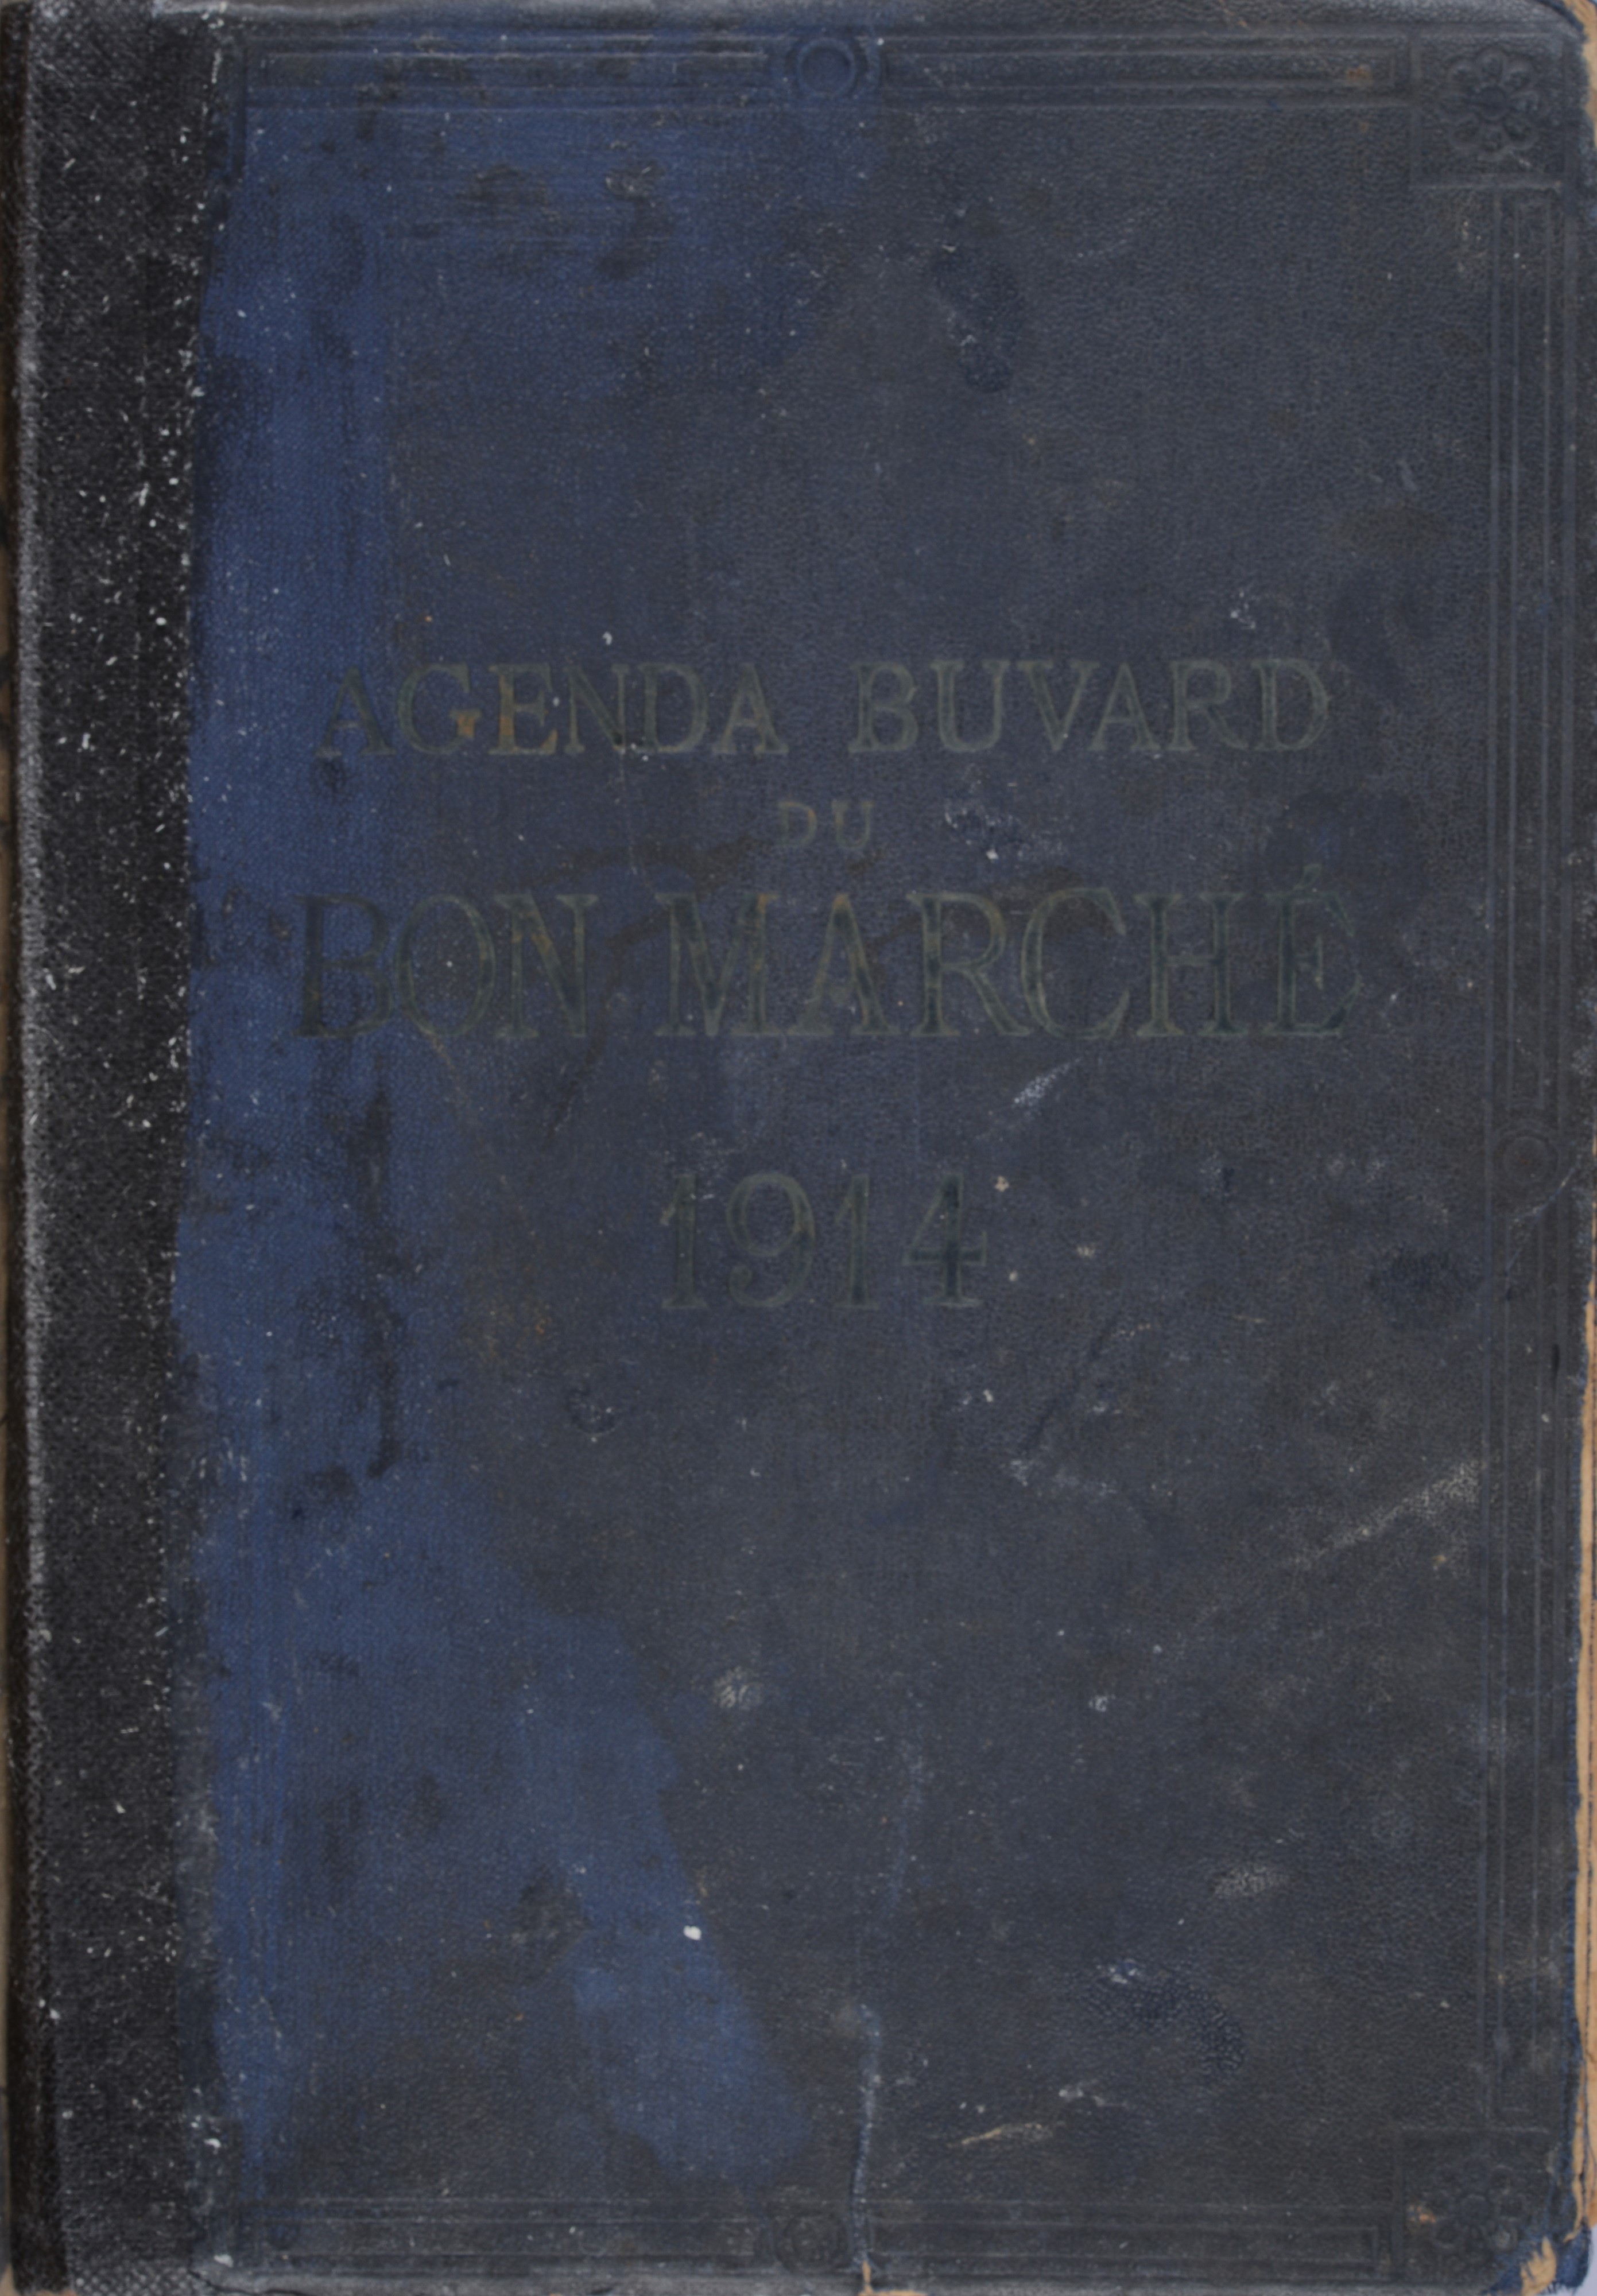 AGENDA BUVARD
DU
BON MARCHÉ
1914